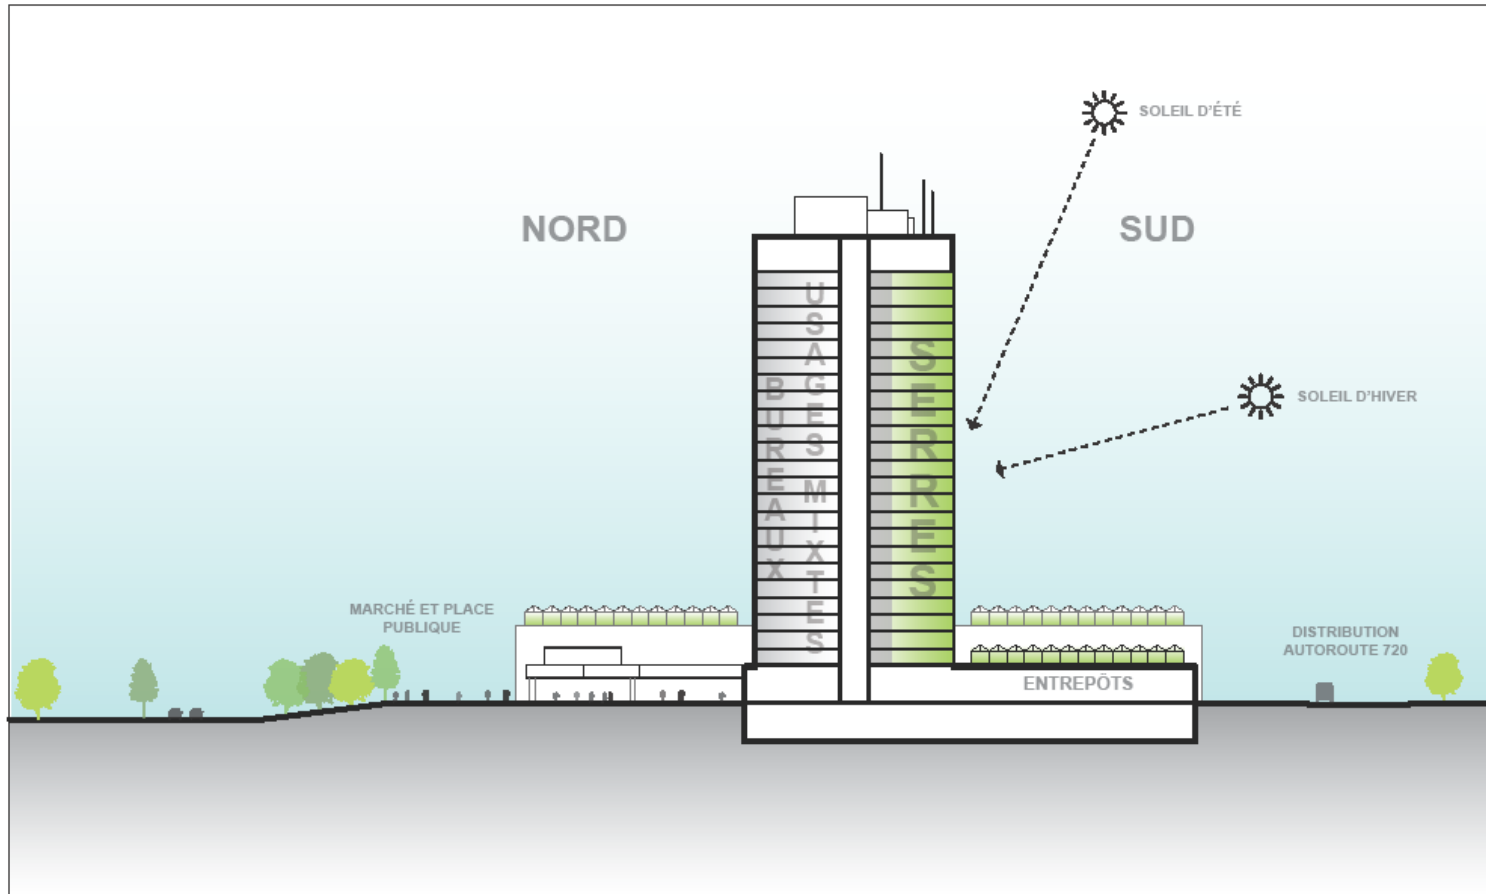 SOLEIL D'ÉTÉ
NORD
SUD
USAGES MIXTES
BUREAUX
SERRES
SOLEIL D'HIVER
MARCHÉ ET PLACE
PUBLIQUE
DISTRIBUTION
AUTOROUTE 720
ENTREPÔTS